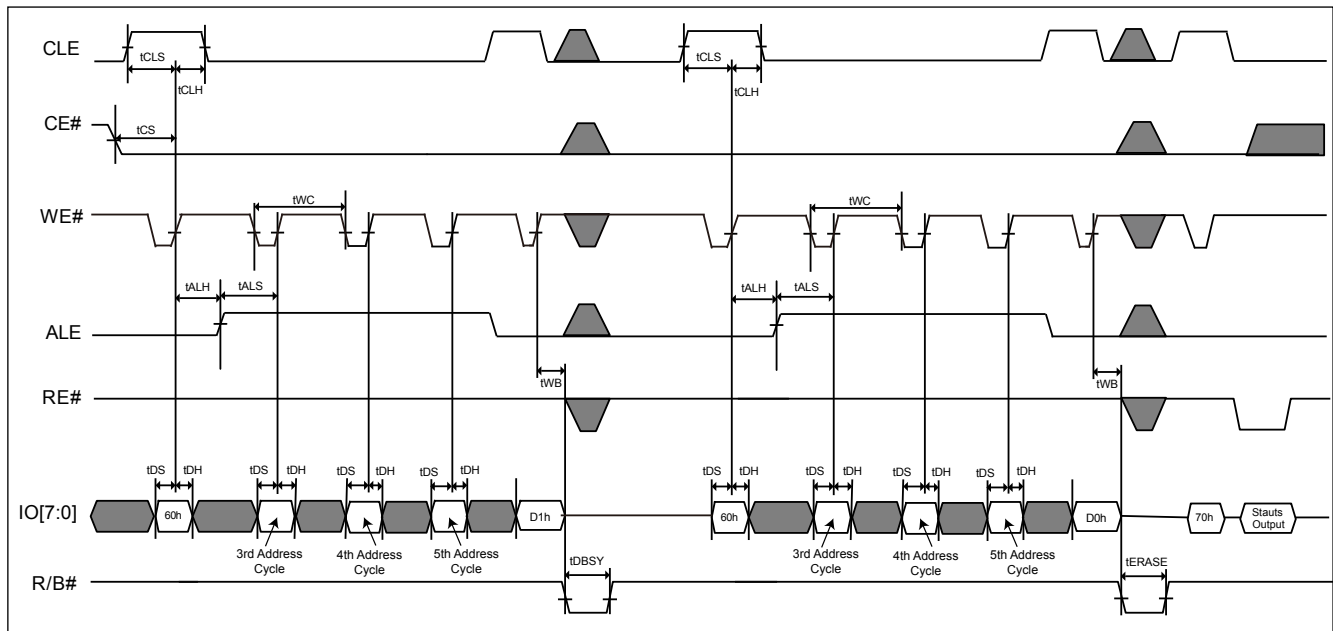 CLE
tCLS
tCLH
tCLS
tCLH
CE#
tCS
WE#
tWC
tWC
tALH
tALS
tALH
tALS
ALE
tWB
tWB
RE#
tDS
tDH
tDS
tDH
tDS
tDH
tDS
tDH
tDS
tDH
tDS
tDH
tDS
tDH
tDS
tDH
IO[7:0]
60h
D1h
60h
D0h
70h
Stauts
Output
3rd Address
Cycle
4th Address
Cycle
5th Address
Cycle
3rd Address
Cycle
4th Address
Cycle
5th Address
Cycle
tDBSY
tERASE
R/B#